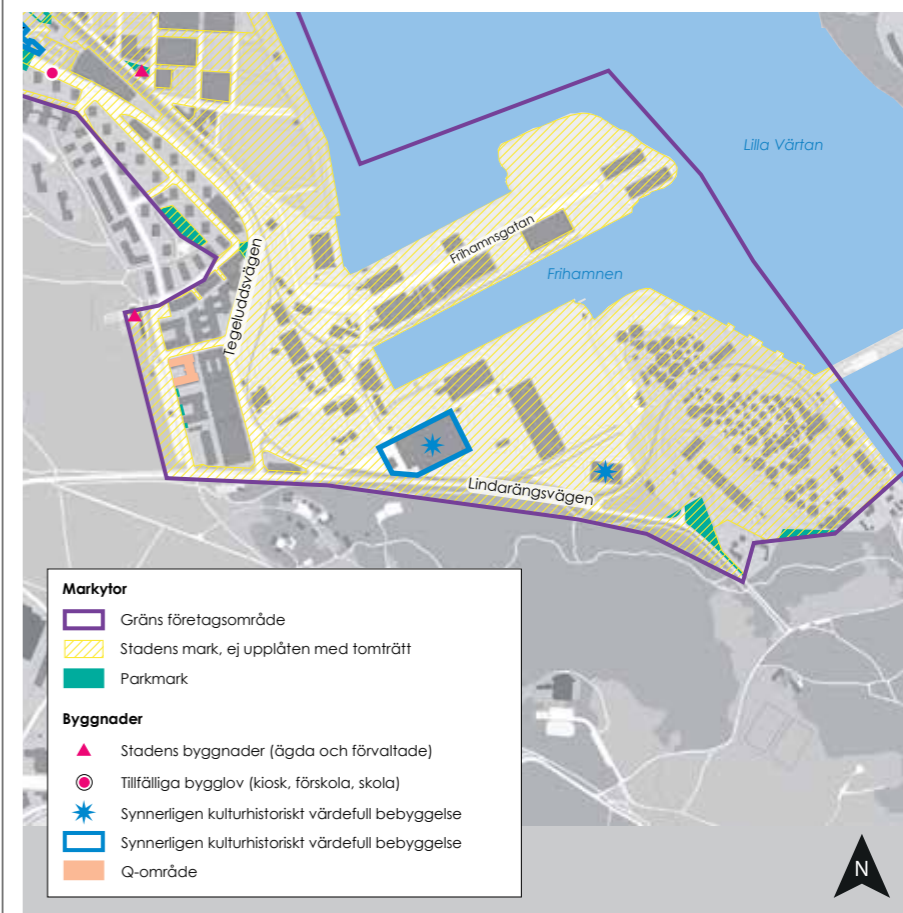 Lilla Värtan
Frihamnsgatan
Frihamnen
Tegeluddsvägen
Lindarängsvägen
Markytor
Gräns företagsområde
Stadens mark, ej upplåten med tomträtt
Parkmark
Byggnader
Stadens byggnader (ägda och förvaltade)
Tillfälliga bygglov (kiosk, förskola, skola)
Synnerligen kulturhistoriskt värdefull bebyggelse
Synnerligen kulturhistoriskt värdefull bebyggelse
Q-område
N